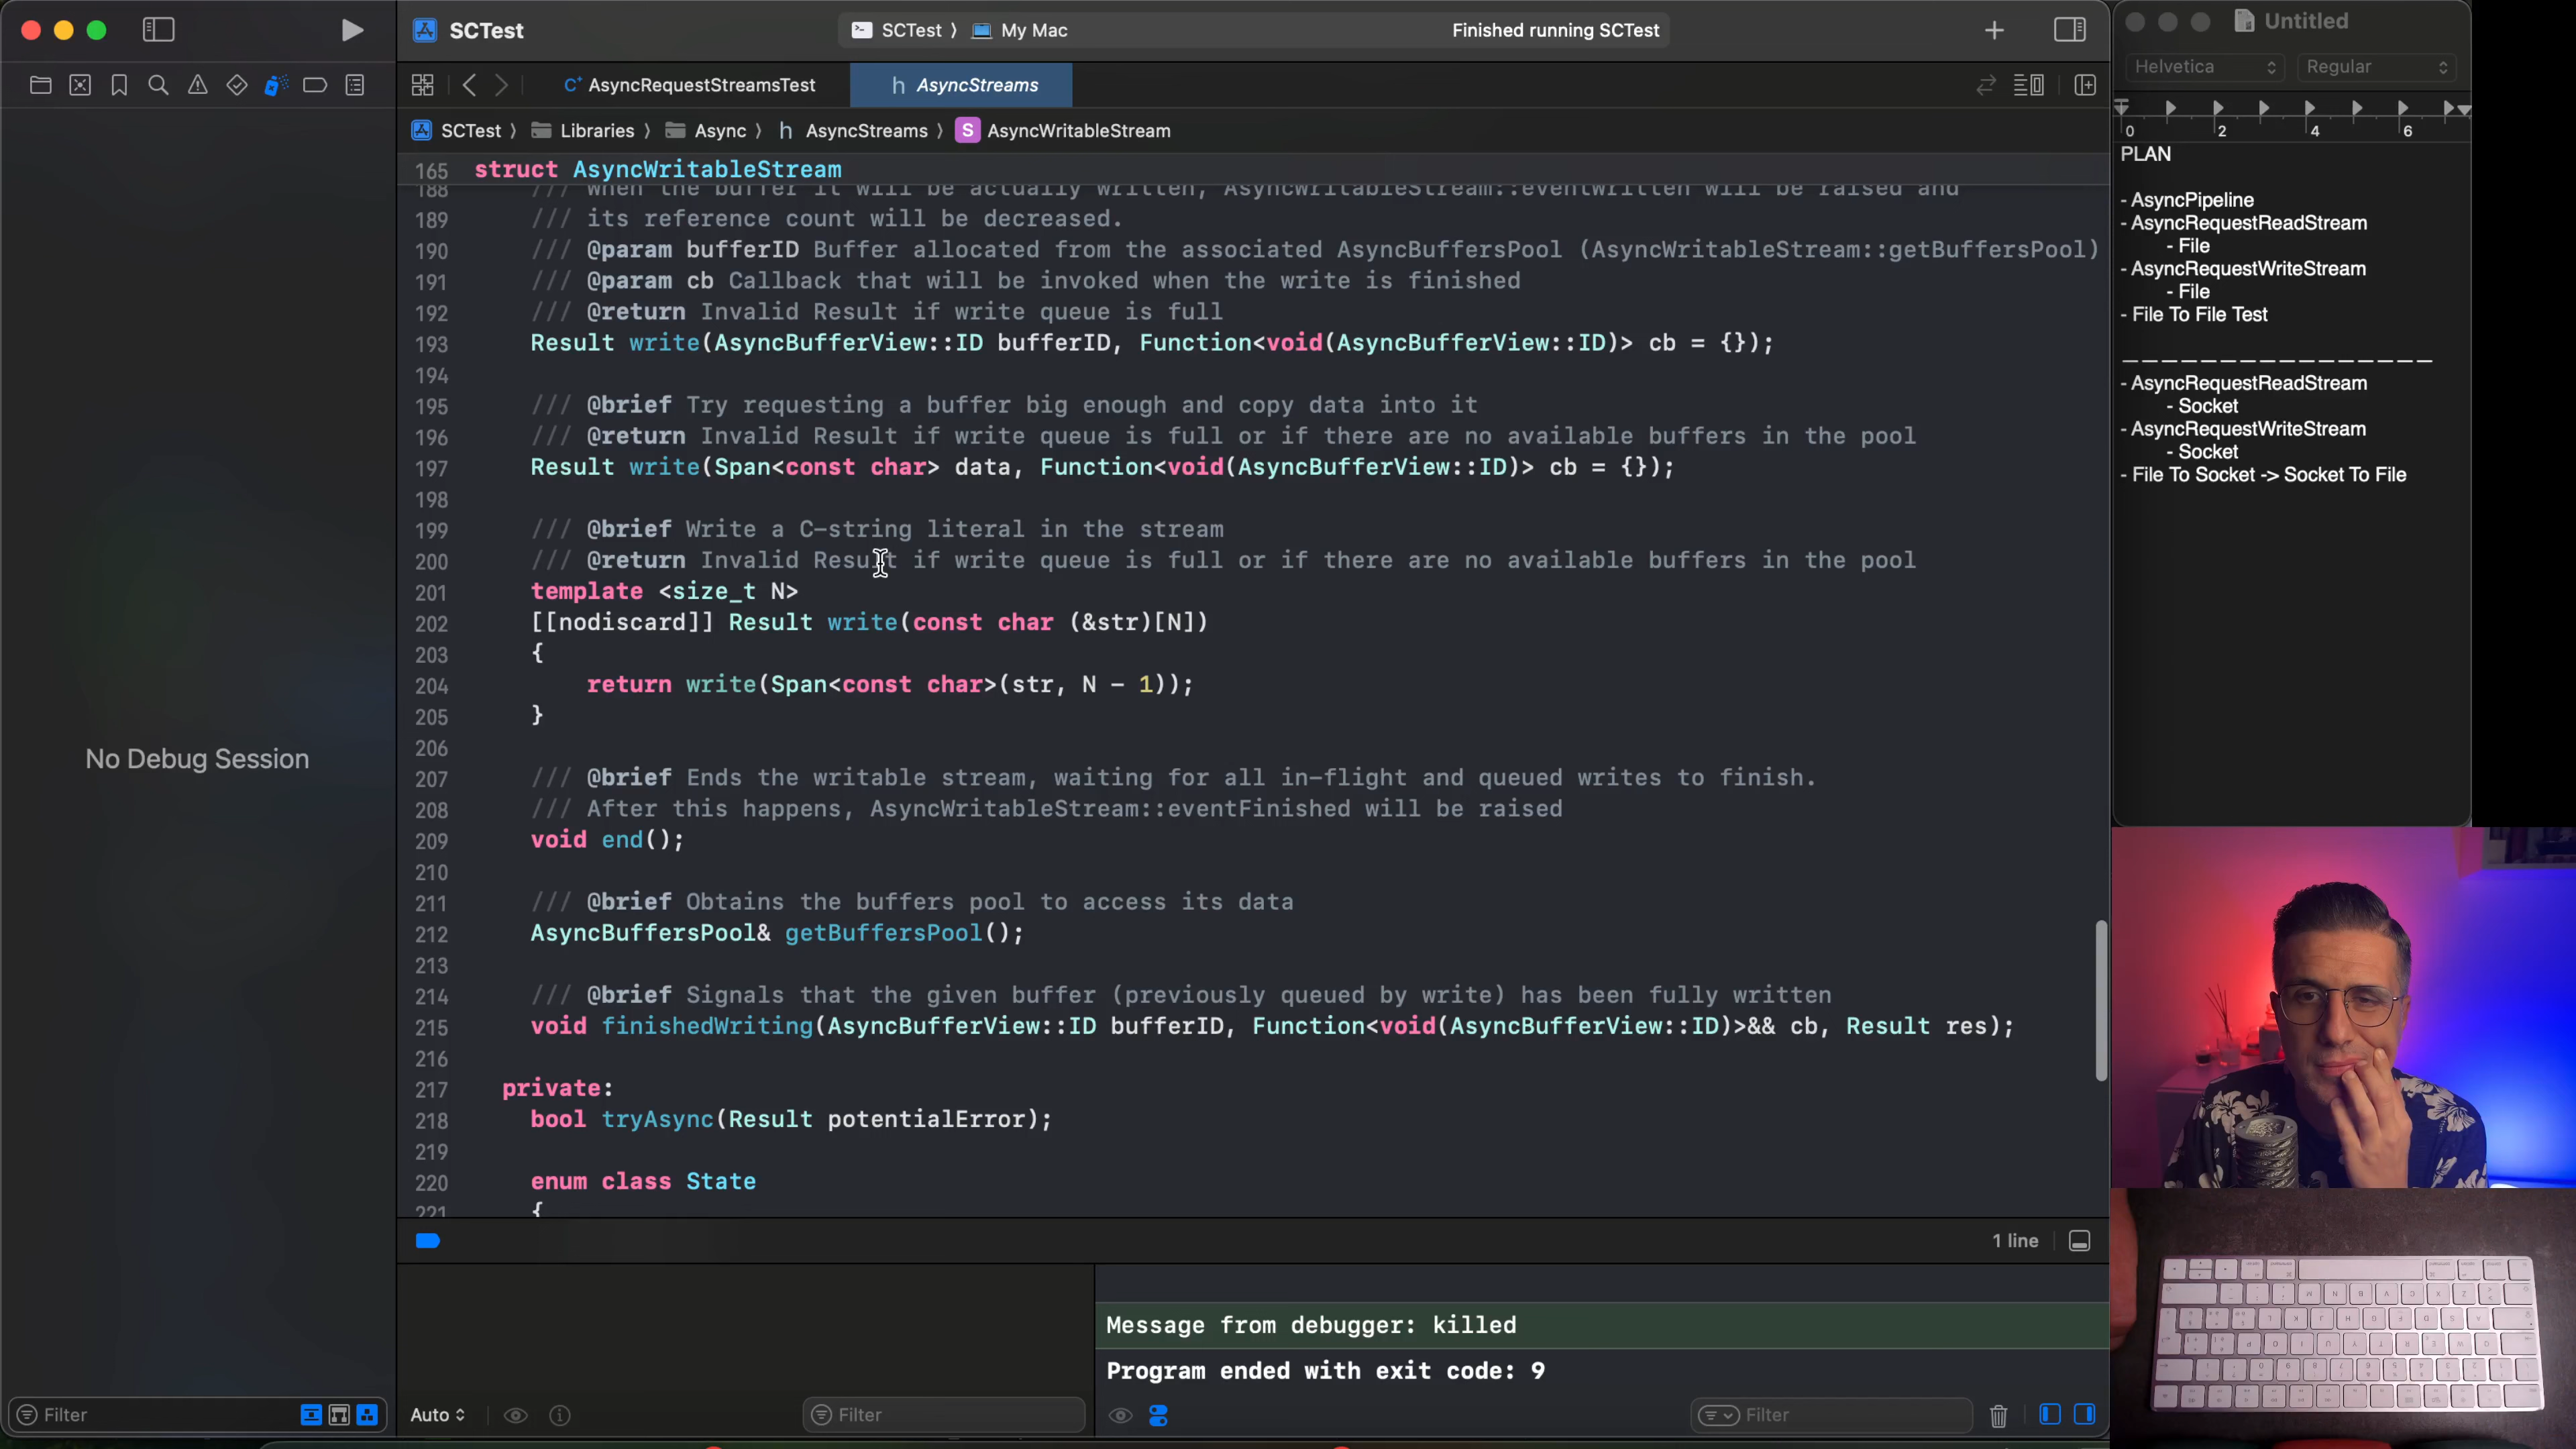 SCTest
SCTest ⟩ My Mac
Finished running SCTest
AsyncRequestStreamsTest
h AsyncStreams
SCTest ⟩ Libraries ⟩ Async ⟩ h AsyncStreams ⟩ S AsyncWritableStream
165 struct AsyncWritableStream
188 /// When the buffer it will be actually written, AsyncWritableStream::eventWritten will be raised and
189 /// its reference count will be decreased.
190 /// @param bufferID Buffer allocated from the associated AsyncBuffersPool (AsyncWritableStream::getBuffersPool)
191 /// @param cb Callback that will be invoked when the write is finished
192 /// @return Invalid Result if write queue is full
193 Result write(AsyncBufferView::ID bufferID, Function<void(AsyncBufferView::ID)> cb = {});
194
195 /// @brief Try requesting a buffer big enough and copy data into it
196 /// @return Invalid Result if write queue is full or if there are no available buffers in the pool
197 Result write(Span<const char> data, Function<void(AsyncBufferView::ID)> cb = {});
198
199 /// @brief Write a C-string literal in the stream
200 /// @return Invalid Result if write queue is full or if there are no available buffers in the pool
201 template <size_t N>
202 [[nodiscard]] Result write(const char (&str)[N])
203 {
204 return write(Span<const char>(str, N - 1));
205 }
206
207 /// @brief Ends the writable stream, waiting for all in-flight and queued writes to finish.
208 /// After this happens, AsyncWritableStream::eventFinished will be raised
209 void end();
210
211 /// @brief Obtains the buffers pool to access its data
212 AsyncBuffersPool& getBuffersPool();
213
214 /// @brief Signals that the given buffer (previously queued by write) has been fully written
215 void finishedWriting(AsyncBufferView::ID bufferID, Function<void(AsyncBufferView::ID)>&& cb, Result res);
216
217 private:
218 bool tryAsync(Result potentialError);
219
220 enum class State
221 {
No Debug Session
1 line
Message from debugger: killed
Program ended with exit code: 9
Filter
Auto
Filter
Filter
Untitled
Helvetica
Regular
0 2 4 6
PLAN
- AsyncPipeline
- AsyncRequestReadStream
- File
- AsyncRequestWriteStream
- File
- File To File Test
________________
- AsyncRequestReadStream
- Socket
- AsyncRequestWriteStream
- Socket
- File To Socket -> Socket To File